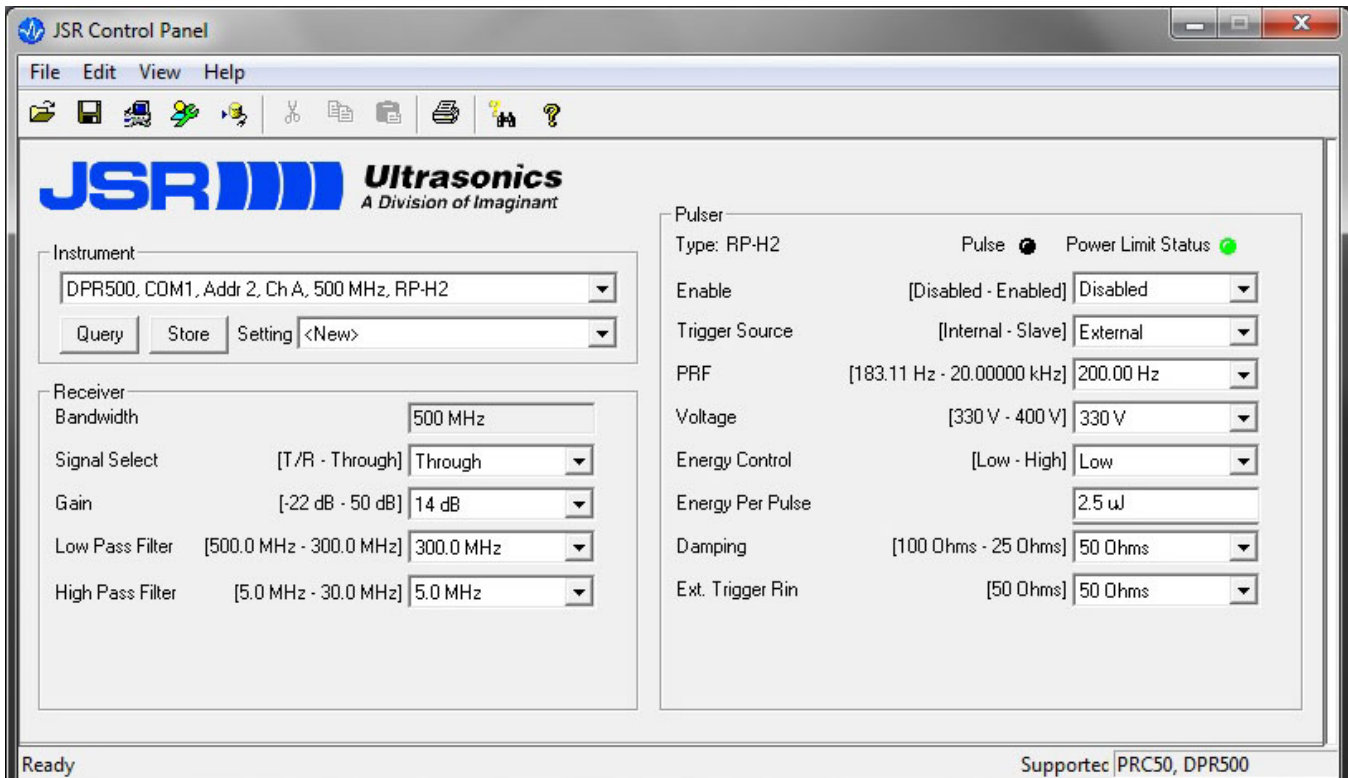 JSR Control Panel
File Edit View Help
JSR Ultrasonics
A Division of Imaginant
Instrument
DPR500, COM1, Addr 2, Ch A, 500 MHz, RP-H2
Query Store Setting <New>
Receiver
Bandwidth 500 MHz
Signal Select [T/R - Through] Through
Gain [-22 dB - 50 dB] 14 dB
Low Pass Filter [500.0 MHz - 300.0 MHz] 300.0 MHz
High Pass Filter [5.0 MHz - 30.0 MHz] 5.0 MHz
Pulser
Type: RP-H2 Pulse Power Limit Status
Enable [Disabled - Enabled] Disabled
Trigger Source [Internal - Slave] External
PRF [183.11 Hz - 20.00000 kHz] 200.00 Hz
Voltage [330 V - 400 V] 330 V
Energy Control [Low - High] Low
Energy Per Pulse 2.5 uJ
Damping [100 Ohms - 25 Ohms] 50 Ohms
Ext. Trigger Rin [50 Ohms] 50 Ohms
Ready Supportec PRC50, DPR500